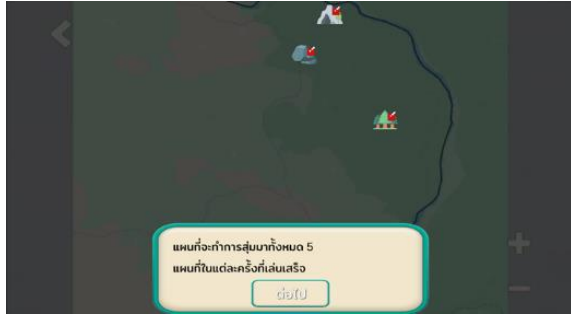 แผนที่จะทำการสุ่มมาทั้งหมด 5
แผนที่ในแต่ละครั้งที่เล่นเสร็จ
ต่อไป